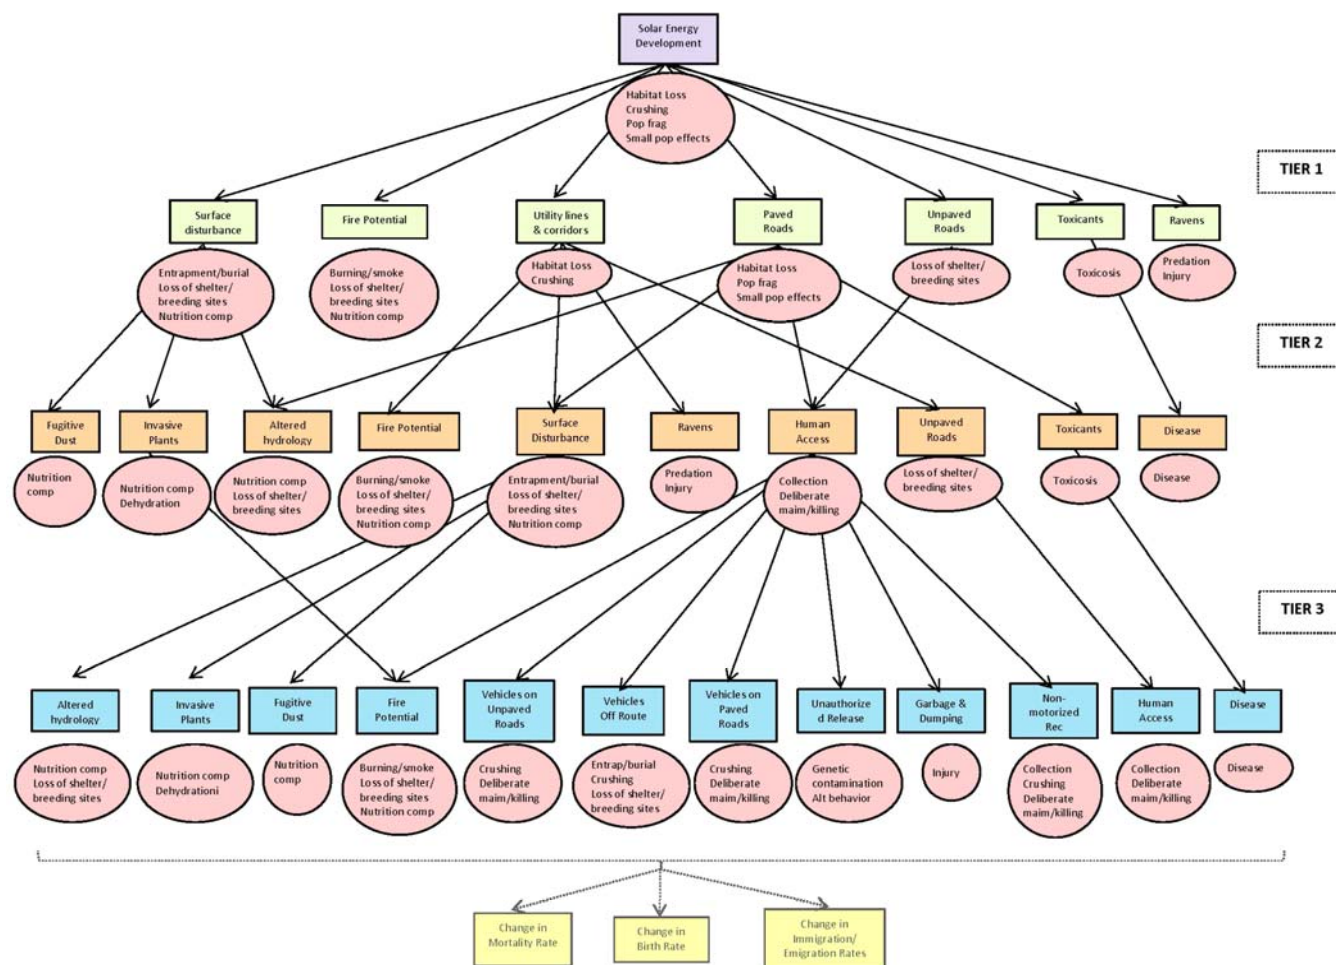 Solar Energy
Development
Habitat Loss
Crushing
Pop frag
Small pop effects
TIER 1
Surface
disturbance
Fire Potential
Utility lines
& corridors
Paved
Roads
Unpaved
Roads
Toxicants
Ravens
Entrapment/burial
Loss of shelter/
breeding sites
Nutrition comp
Burning/smoke
Loss of shelter/
breeding sites
Nutrition comp
Habitat Loss
Crushing
Habitat Loss
Pop frag
Small pop effects
Loss of shelter/
breeding sites
Toxicosis
Predation
Injury
TIER 2
Fugitive
Dust
Invasive
Plants
Altered
hydrology
Fire Potential
Surface
Disturbance
Ravens
Human
Access
Unpaved
Roads
Toxicants
Disease
Nutrition
comp
Nutrition comp
Dehydration
Nutrition comp
Loss of shelter/
breeding sites
Burning/smoke
Loss of shelter/
breeding sites
Nutrition comp
Entrapment/burial
Loss of shelter/
breeding sites
Nutrition comp
Predation
Injury
Collection
Deliberate
maim/killing
Loss of shelter/
breeding sites
Toxicosis
Disease
TIER 3
Altered
hydrology
Invasive
Plants
Fugitive
Dust
Fire
Potential
Vehicles on
Unpaved
Roads
Vehicles
Off Route
Vehicles on
Paved
Roads
Unauthorize
d Release
Garbage &
Dumping
Non-
motorized
Rec
Human
Access
Disease
Nutrition comp
Loss of shelter/
breeding sites
Nutrition comp
Dehydrationi
Nutrition
comp
Burning/smoke
Loss of shelter/
breeding sites
Nutrition comp
Crushing
Deliberate
maim/killing
Entrap/burial
Crushing
Loss of shelter/
breeding sites
Crushing
Deliberate
maim/killing
Genetic
contamination
Alt behavior
Injury
Collection
Crushing
Deliberate
maim/killing
Collection
Deliberate
maim/killing
Disease
Change in
Mortality Rate
Change in
Birth Rate
Change in
Immigration/
Emigration Rates